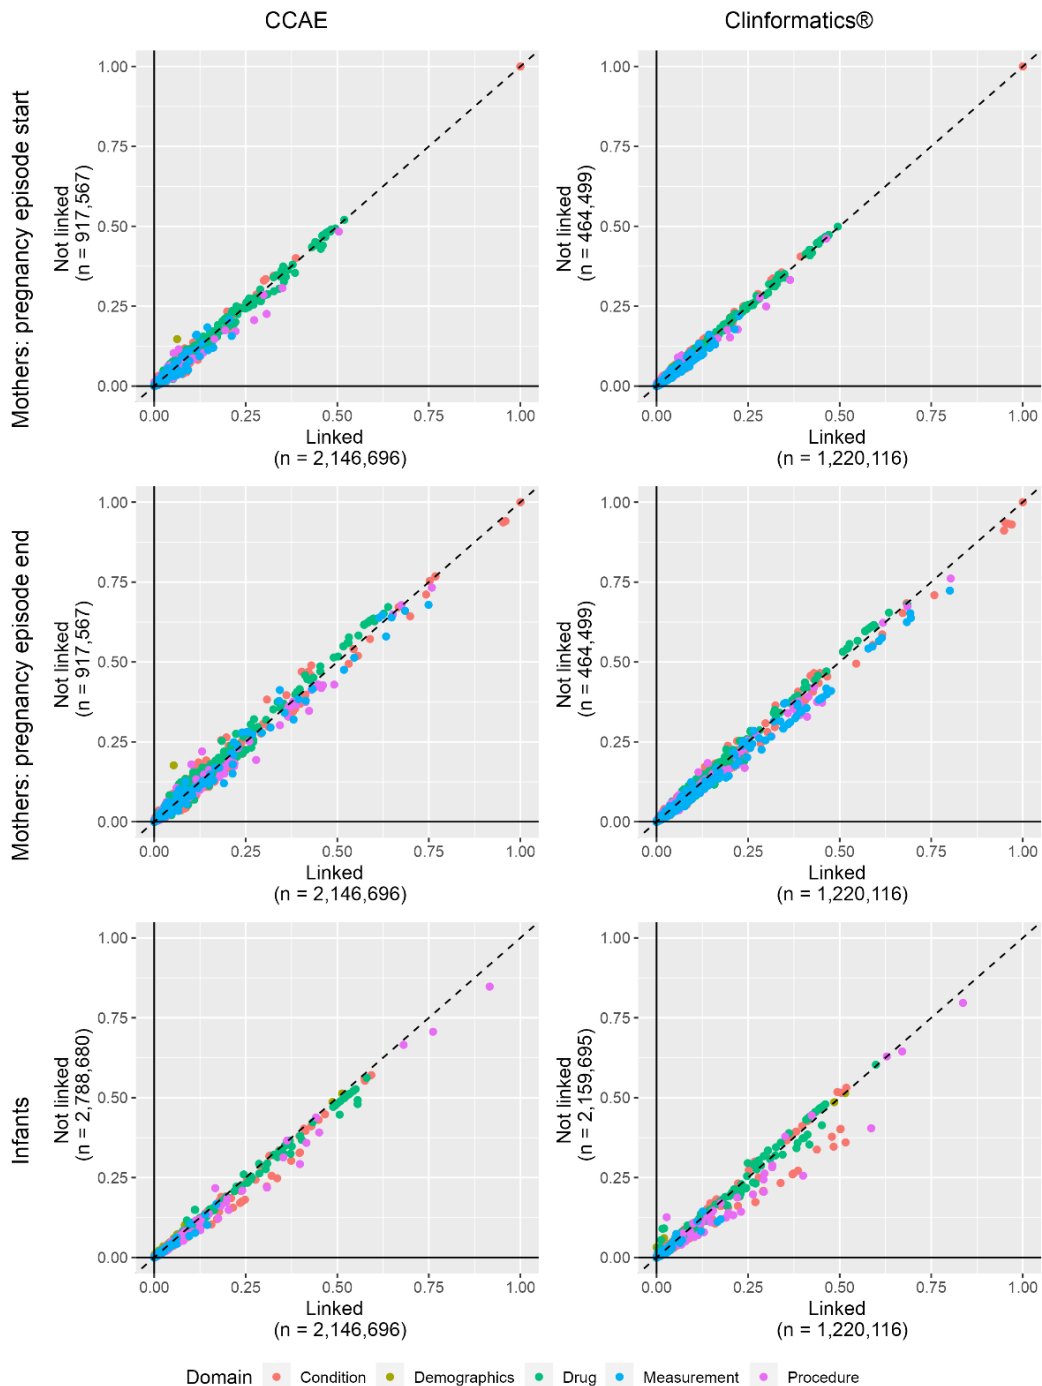 CCAE
Clinformatics®
Mothers: pregnancy episode start
Not linked
(n = 917,567)
1.00
0.75
0.50
0.25
0.00
0.00 0.25 0.50 0.75 1.00
Linked
(n = 2,146,696)
Not linked
(n = 464,499)
1.00
0.75
0.50
0.25
0.00
0.00 0.25 0.50 0.75 1.00
Linked
(n = 1,220,116)
Mothers: pregnancy episode end
Not linked
(n = 917,567)
1.00
0.75
0.50
0.25
0.00
0.00 0.25 0.50 0.75 1.00
Linked
(n = 2,146,696)
Not linked
(n = 464,499)
1.00
0.75
0.50
0.25
0.00
0.00 0.25 0.50 0.75 1.00
Linked
(n = 1,220,116)
Infants
Not linked
(n = 2,788,680)
1.00
0.75
0.50
0.25
0.00
0.00 0.25 0.50 0.75 1.00
Linked
(n = 2,146,696)
Not linked
(n = 2,159,695)
1.00
0.75
0.50
0.25
0.00
0.00 0.25 0.50 0.75 1.00
Linked
(n = 1,220,116)
Domain Condition Demographics Drug Measurement Procedure